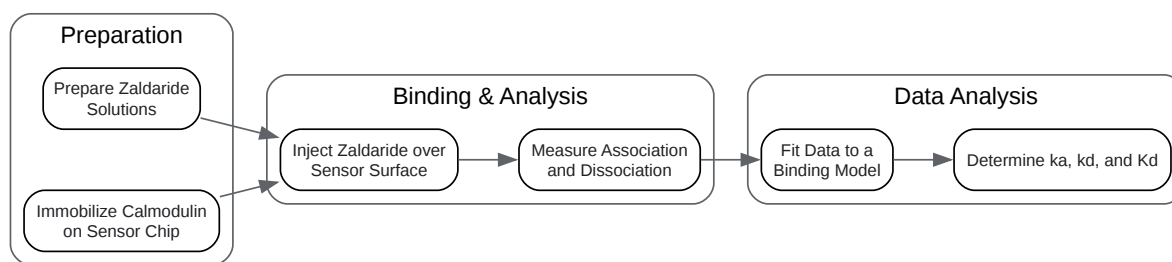 Preparation
Prepare Zaldaride
Solutions
Immobilize Calmodulin
on Sensor Chip
Binding & Analysis
Inject Zaldaride over
Sensor Surface
Measure Association
and Dissociation
Data Analysis
Fit Data to a
Binding Model
Determine ka, kd, and Kd